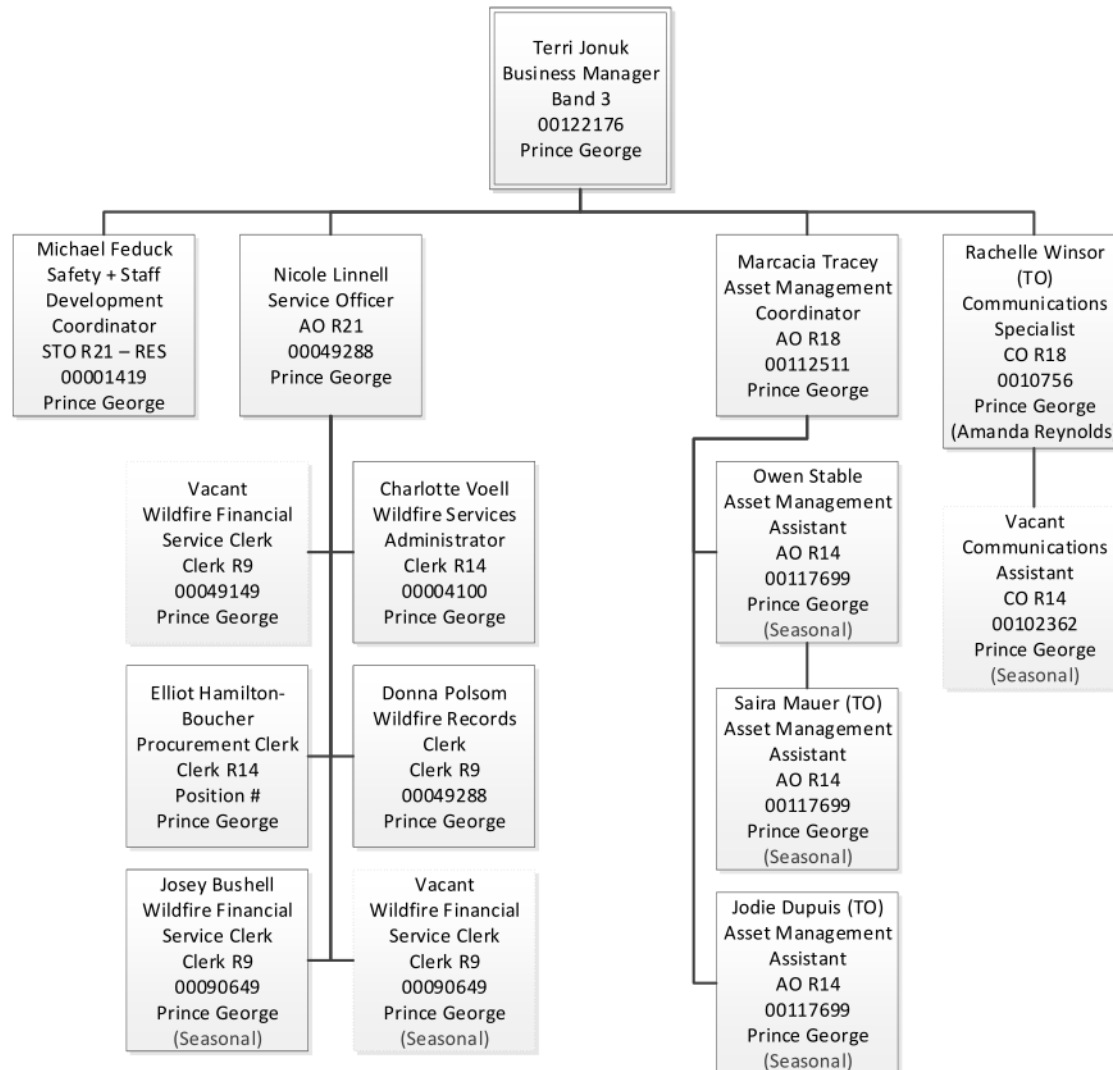 Terri Jonuk
Business Manager
Band 3
00122176
Prince George
Michael Feduck
Safety + Staff
Development
Coordinator
STO R21 – RES
00001419
Prince George
Nicole Linnell
Service Officer
AO R21
00049288
Prince George
Marcacia Tracey
Asset Management
Coordinator
AO R18
00112511
Prince George
Rachelle Winsor
(TO)
Communications
Specialist
CO R18
0010756
Prince George
(Amanda Reynolds
Vacant
Wildfire Financial
Service Clerk
Clerk R9
00049149
Prince George
Charlotte Voell
Wildfire Services
Administrator
Clerk R14
00004100
Prince George
Owen Stable
Asset Management
Assistant
AO R14
00117699
Prince George
(Seasonal)
Vacant
Communications
Assistant
CO R14
00102362
Prince George
(Seasonal)
Elliot Hamilton-
Boucher
Procurement Clerk
Clerk R14
Position #
Prince George
Donna Polsom
Wildfire Records
Clerk
Clerk R9
00049288
Prince George
Saira Mauer (TO)
Asset Management
Assistant
AO R14
00117699
Prince George
(Seasonal)
Josey Bushell
Wildfire Financial
Service Clerk
Clerk R9
00090649
Prince George
(Seasonal)
Vacant
Wildfire Financial
Service Clerk
Clerk R9
00090649
Prince George
(Seasonal)
Jodie Dupuis (TO)
Asset Management
Assistant
AO R14
00117699
Prince George
(Seasonal)